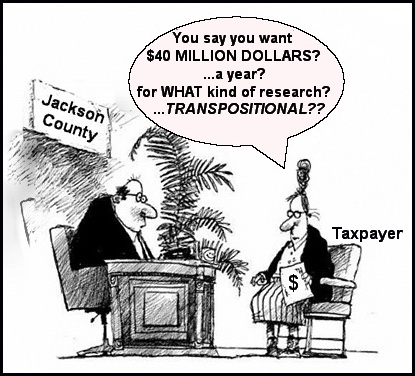 You say you want
$40 MILLION DOLLARS?
...a year?
for WHAT kind of research?
...TRANSPOSITIONAL??
Jackson
County
Taxpayer
$